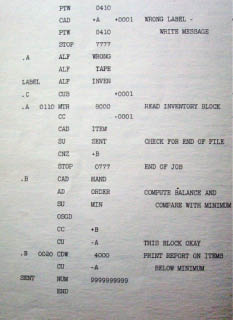 PTW 0410
CAD +A +0001 WRONG LABEL -
PTW 0410 WRITE MESSAGE
STOP 7777
.A ALF WRONG
ALF TAPE
LABEL ALF INVEN
.C CUB +0001
.A 0110 MTR 8000 READ INVENTORY BLOCK
CC -0001
CAD ITEM
SU SENT CHECK FOR END OF FILE
CNZ +B
STOP 0777 END OF JOB
.B CAD HAND
AD ORDER COMPUTE BALANCE AND
SU MIN COMPARE WITH MINIMUM
OSGD
CC +B
CU -A THIS BLOCK OKAY
.B 0020 CDW 4000 PRINT REPORT ON ITEMS
CU -A BELOW MINIMUM
SENT NUM 9999999999
END